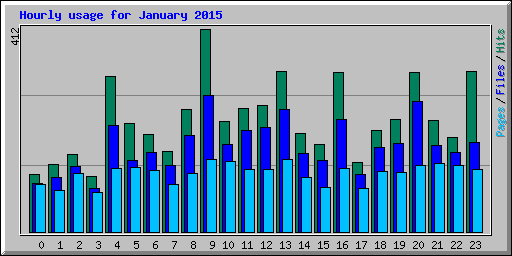 Hourly usage for January 2015
412
Pages / Files / Hits
0 1 2 3 4 5 6 7 8 9 10 11 12 13 14 15 16 17 18 19 20 21 22 23